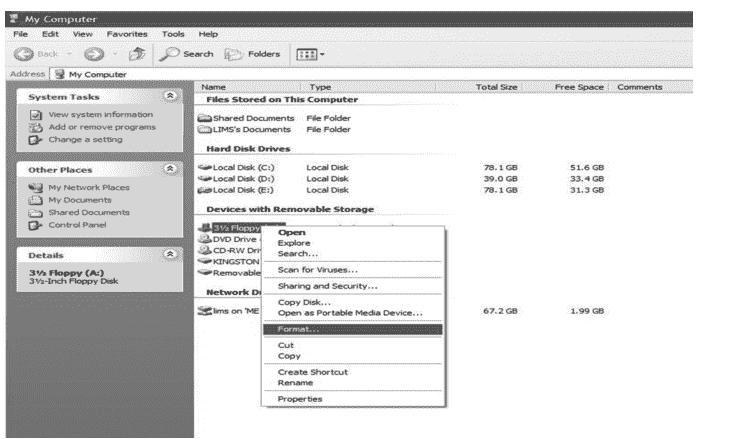 My Computer
File Edit View Favorites Tools Help
Back Search Folders
Address My Computer
Name Type Total Size Free Space Comments
System Tasks
View system information
Add or remove programs
Change a setting
Other Places
My Network Places
My Documents
Shared Documents
Control Panel
Details
3½ Floppy (A:)
3½-Inch Floppy Disk
Files Stored on This Computer
Shared Documents File Folder
LIMS's Documents File Folder
Hard Disk Drives
Local Disk (C:) Local Disk 78.1 GB 51.6 GB
Local Disk (D:) Local Disk 39.0 GB 33.4 GB
Local Disk (E:) Local Disk 78.1 GB 31.3 GB
Devices with Removable Storage
3½ Floppy
DVD Drive
CD-RW Dri
KINGSTON
Removable
Network D
lims on 'ME 67.2 GB 1.99 GB
Open
Explore
Search...
Scan for Viruses...
Sharing and Security...
Copy Disk...
Open as Portable Media Device...
Format...
Cut
Copy
Create Shortcut
Rename
Properties